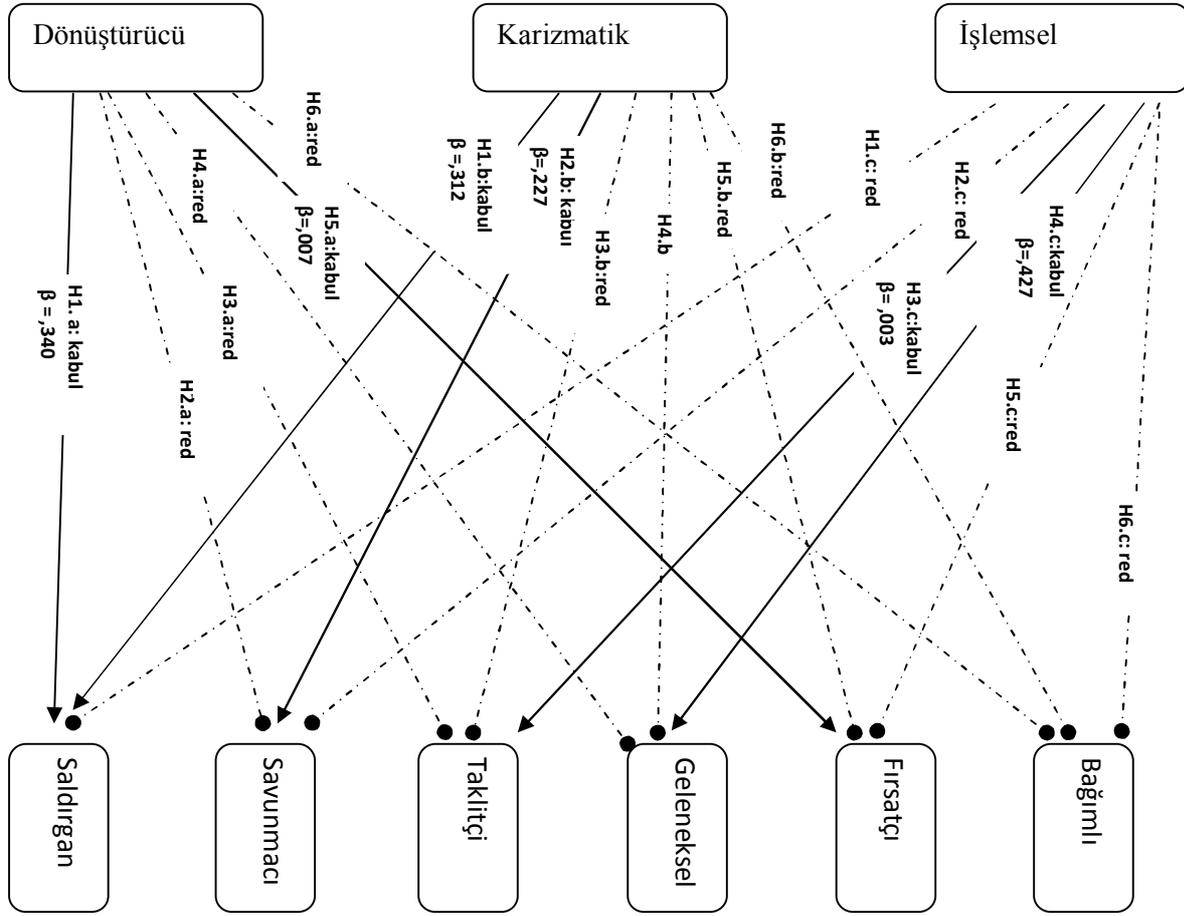 Dönüştürücü
Karizmatik
İşlemsel
H1. a: kabul
β = ,340
H2.a: red
H3.a:red
H4.a:red
H5.a:kabul
β=,007
H6.a:red
H1.b:kabul
β =,312
H2.b: kabul
β=,227
H3.b:red
H4.b
H5.b.red
H6.b:red
H1.c: red
H2.c: red
H3.c:kabul
β= ,003
H4.c:kabul
β=,427
H5.c:red
H6.c: red
Saldırgan
Savunmacı
Taklitçi
Geleneksel
Fırsatçı
Bağımlı